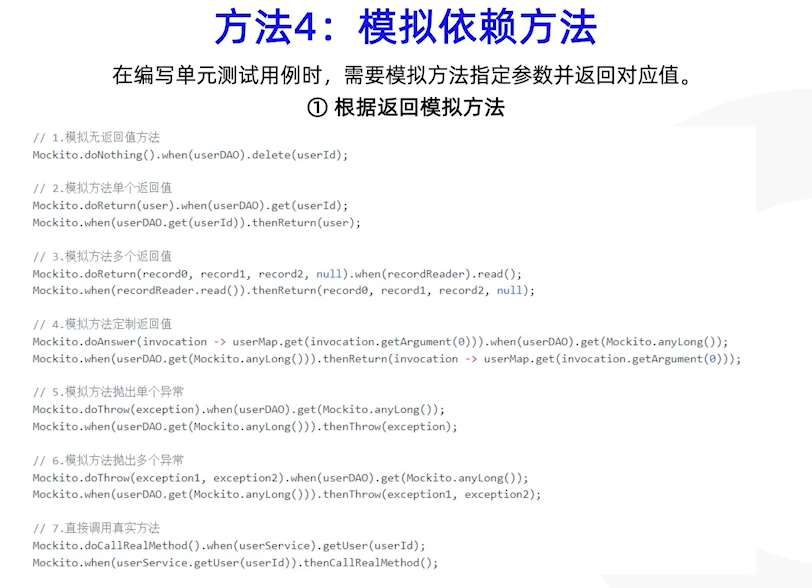 方法4：模拟依赖方法
在编写单元测试用例时，需要模拟方法指定参数并返回对应值。
① 根据返回模拟方法
// 1.模拟无返回值方法
Mockito.doNothing().when(userDAO).delete(userId);
// 2.模拟方法单个返回值
Mockito.doReturn(user).when(userDAO).get(userId);
Mockito.when(userDAO.get(userId)).thenReturn(user);
// 3.模拟方法多个返回值
Mockito.doReturn(record0, record1, record2, null).when(recordReader).read();
Mockito.when(recordReader.read()).thenReturn(record0, record1, record2, null);
// 4.模拟方法定制返回值
Mockito.doAnswer(invocation -> userMap.get(invocation.getArgument(0))).when(userDAO).get(Mockito.anyLong());
Mockito.when(userDAO.get(Mockito.anyLong())).thenReturn(invocation -> userMap.get(invocation.getArgument(0)));
// 5.模拟方法抛出单个异常
Mockito.doThrow(exception).when(userDAO).get(Mockito.anyLong());
Mockito.when(userDAO.get(Mockito.anyLong())).thenThrow(exception);
// 6.模拟方法抛出多个异常
Mockito.doThrow(exception1, exception2).when(userDAO).get(Mockito.anyLong());
Mockito.when(userDAO.get(Mockito.anyLong())).thenThrow(exception1, exception2);
// 7.直接调用真实方法
Mockito.doCallRealMethod().when(userService).getUser(userId);
Mockito.when(userService.getUser(userId)).thenCallRealMethod();